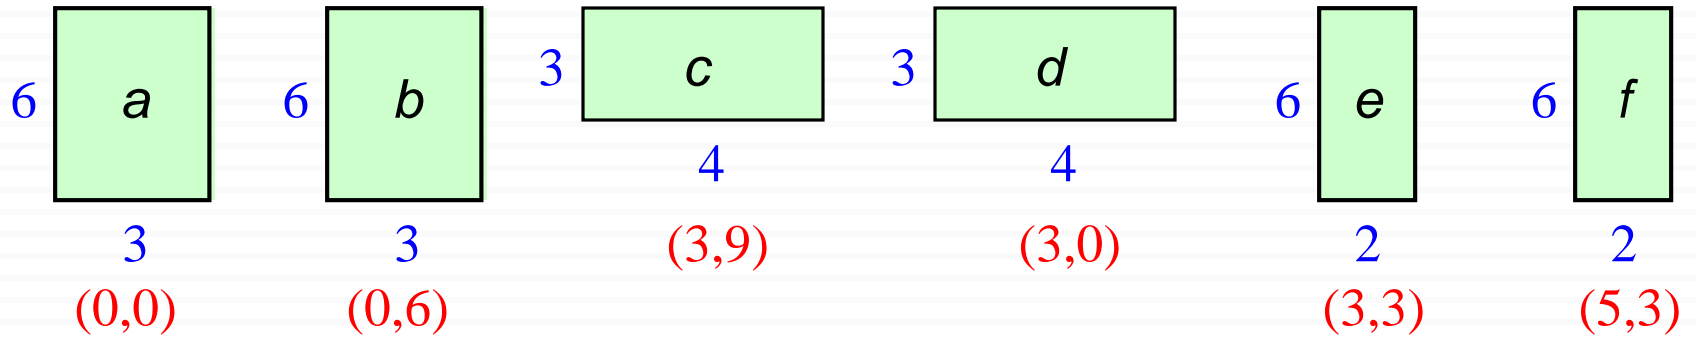 6 a 6 b 3 c 3 d 6 e 6 f
4 4
3 3 (3,9) (3,0) 2 2
(0,0) (0,6) (3,3) (5,3)